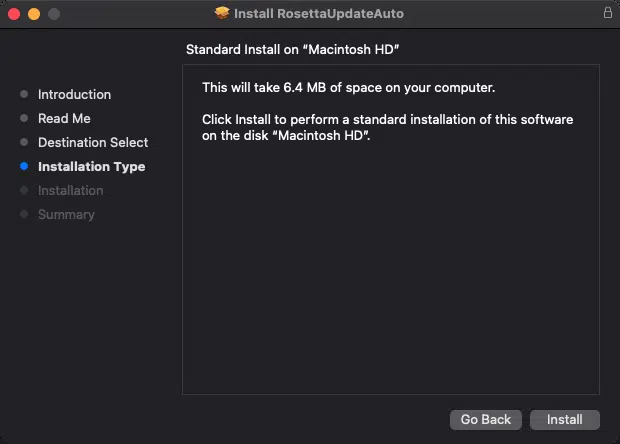 Install RosettaUpdateAuto
Standard Install on “Macintosh HD”
Introduction
Read Me
Destination Select
Installation Type
Installation
Summary
This will take 6.4 MB of space on your computer.
Click Install to perform a standard installation of this software
on the disk “Macintosh HD”.
Go Back
Install